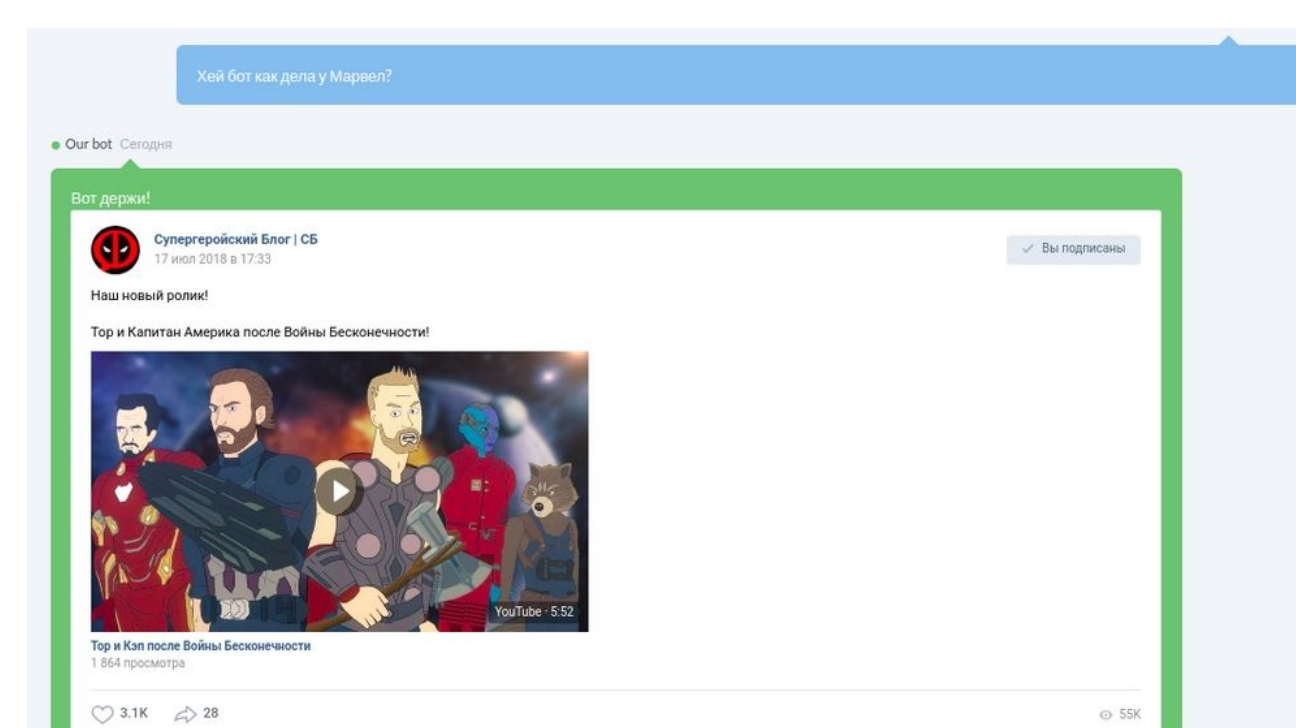 Хей бот как дела у Марвел?
Our bot Сегодня
Вот держи!
Супергеройский Блог | СБ
17 июл 2018 в 17:33
Вы подписаны
Наш новый ролик!
Тор и Капитан Америка после Войны Бесконечности!
YouTube · 5:52
Тор и Кэп после Войны Бесконечности
1 864 просмотра
3.1K 28 55K